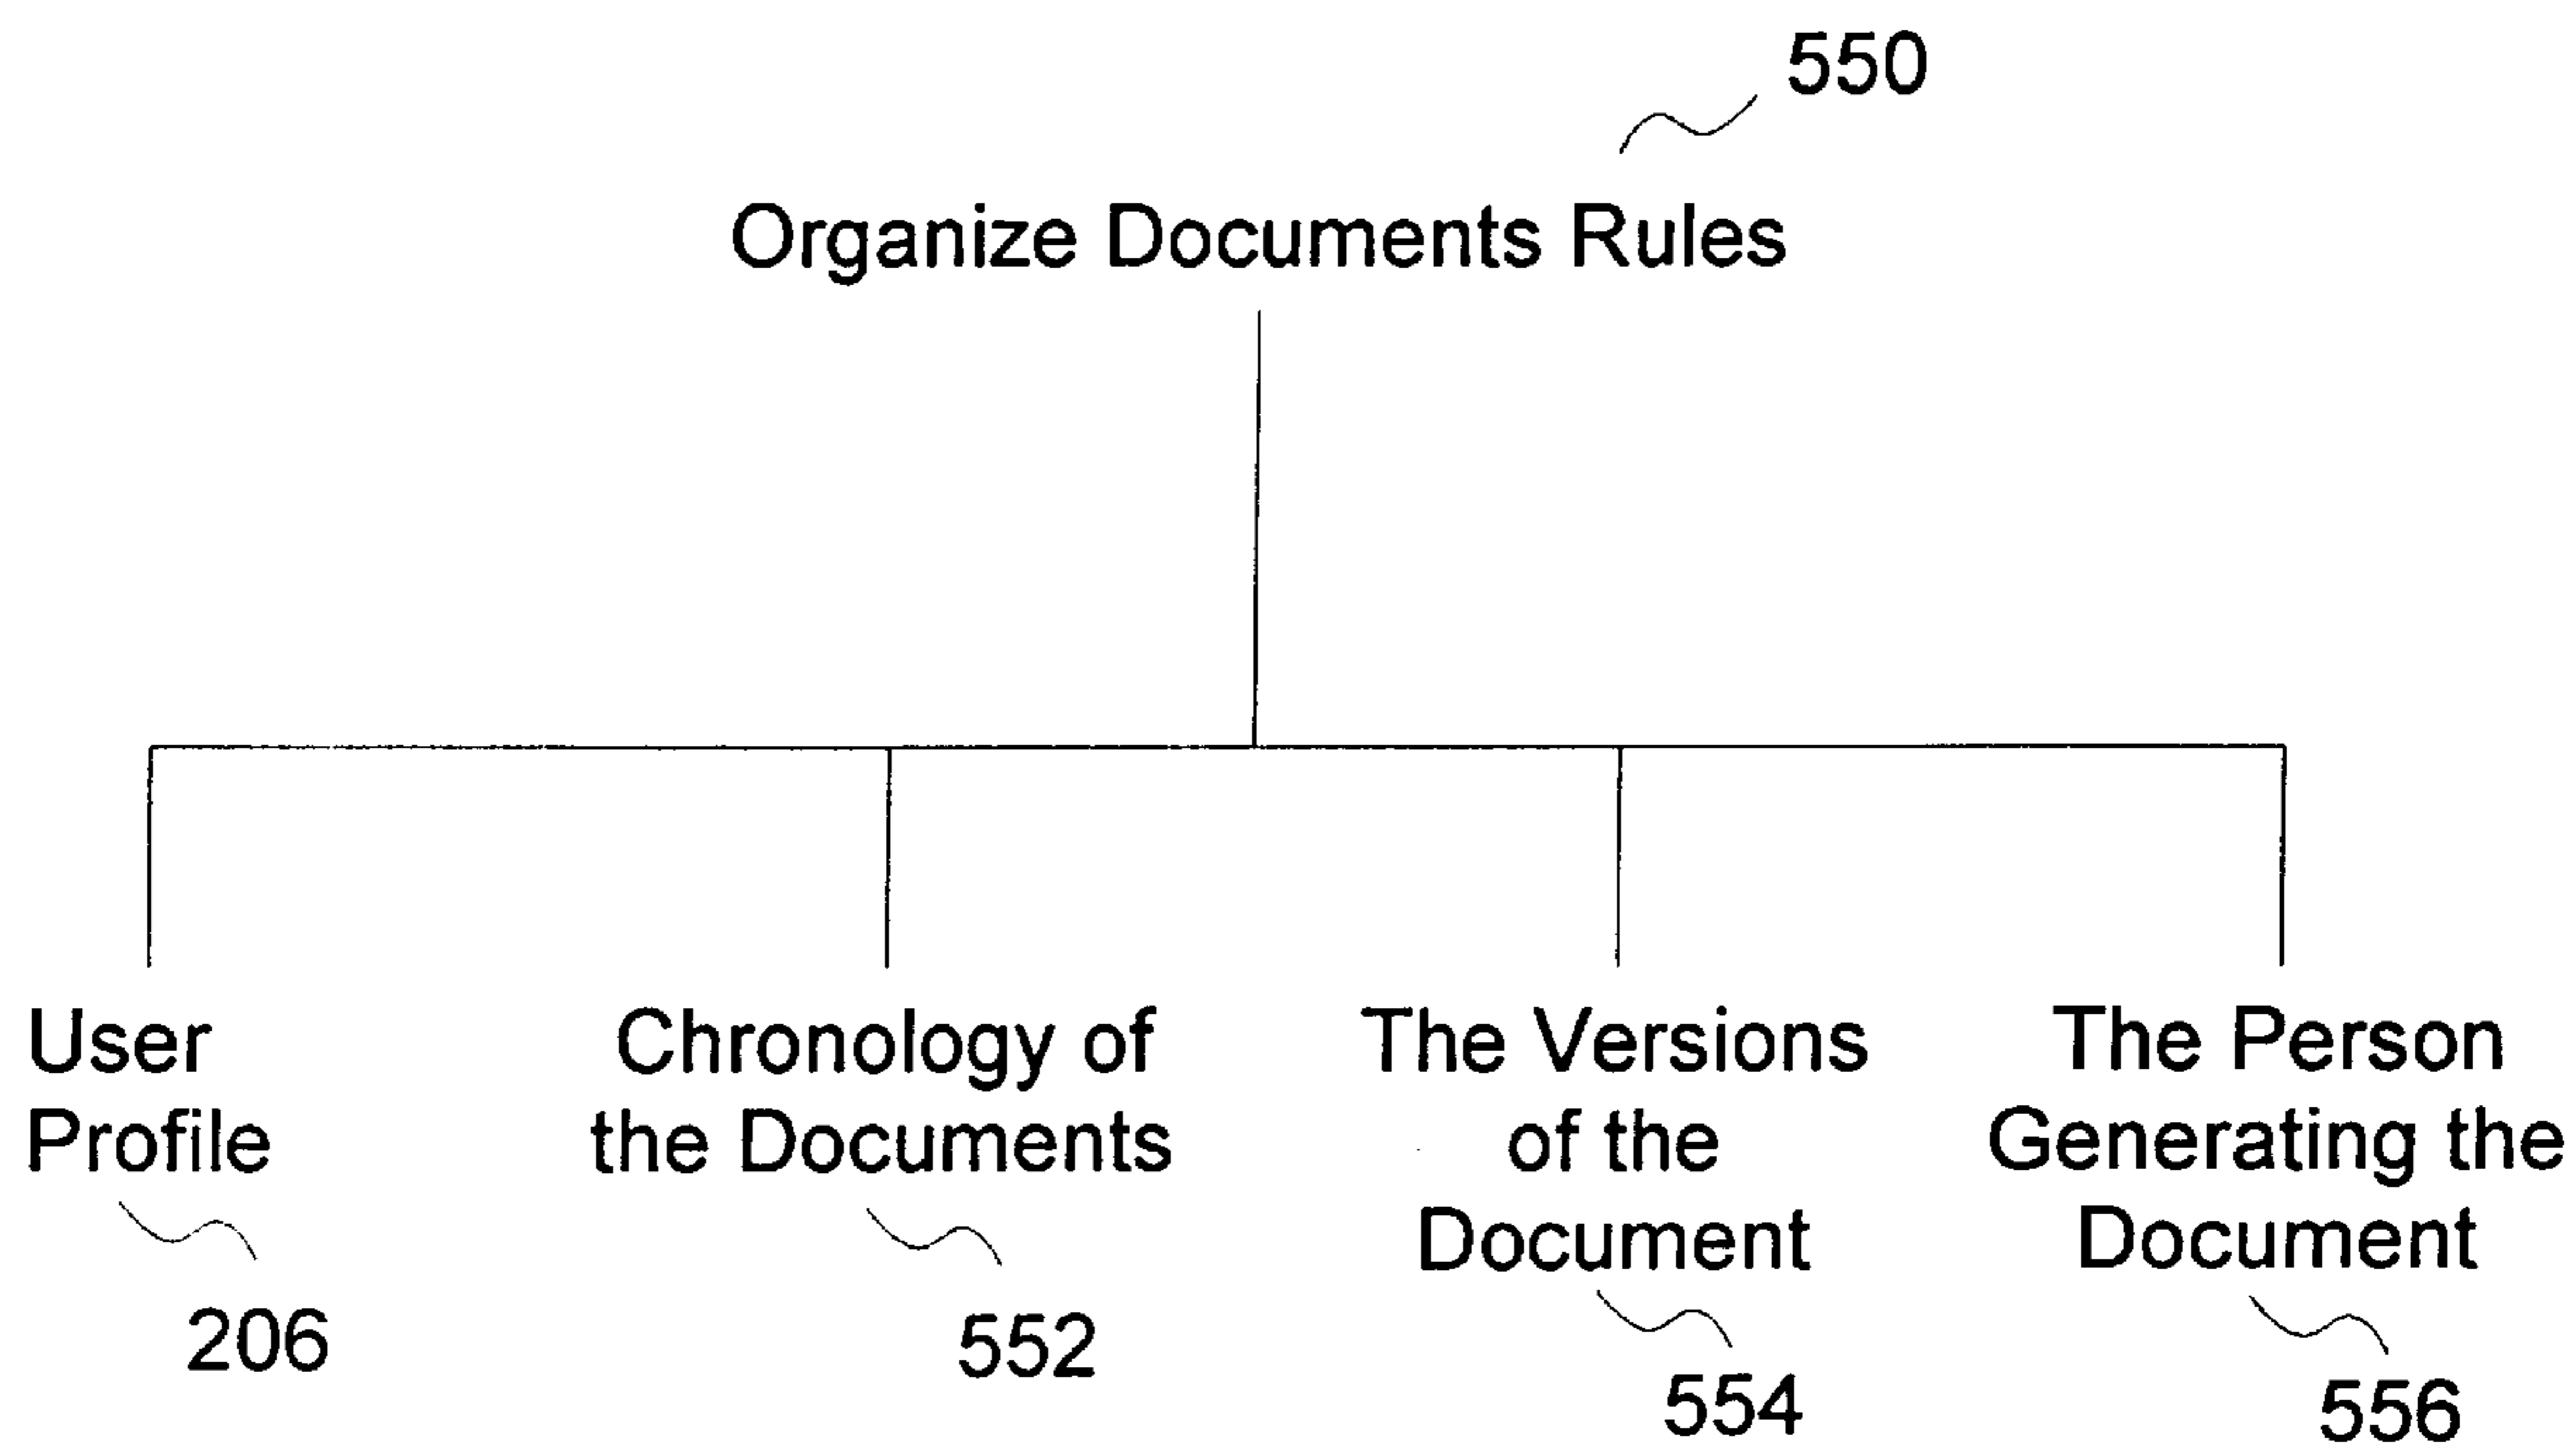 550
Organize Documents Rules
User
Profile
206
Chronology of
the Documents
552
The Versions
of the
Document
554
The Person
Generating the
Document
556